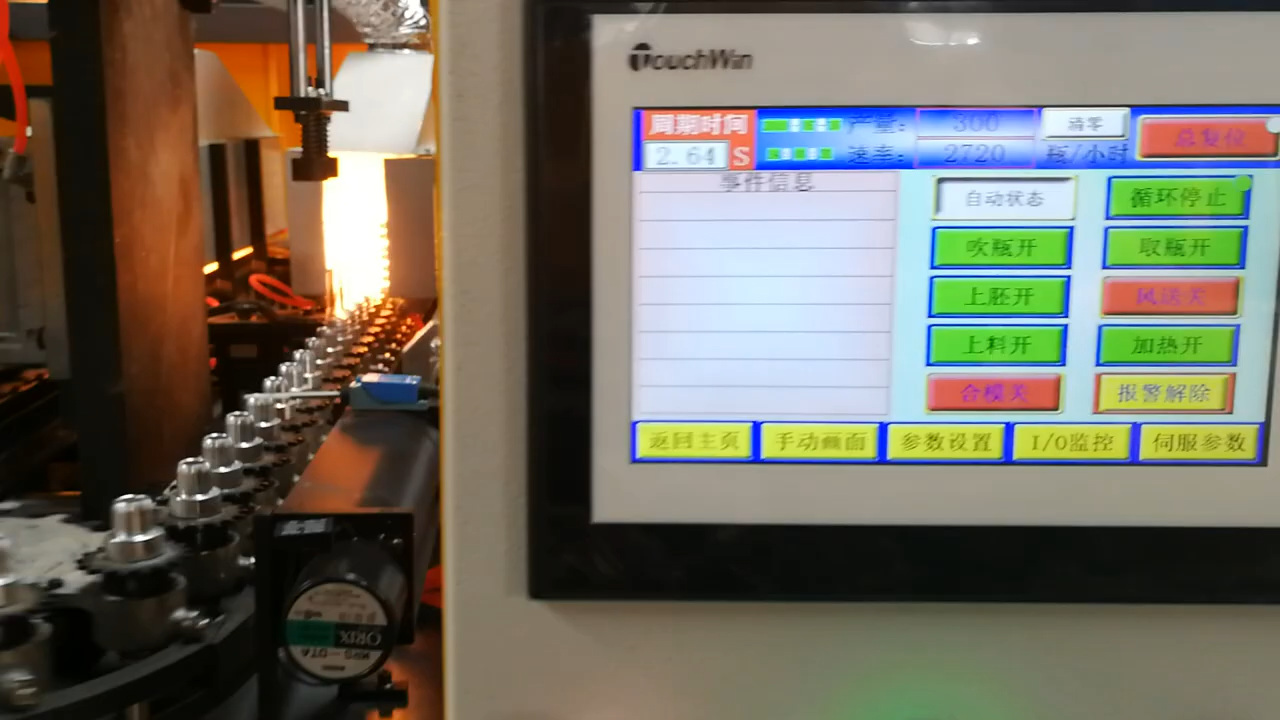 TouchWin
周期时间
2.64 S
产量: 300 清零
速率: 2720 瓶/小时
总复位
事件信息
自动状态 循环停止
吹瓶开 取瓶开
上胚开 风送关
上料开 加热开
合模关 报警解除
返回主页 手动画面 参数设置 I/O监控 伺服参数
ORIX
MRS-OTA